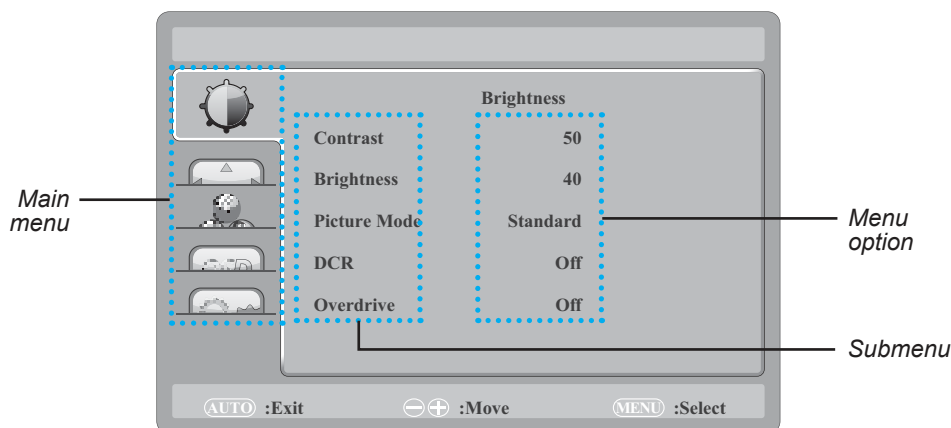 Brightness
Contrast 50
Brightness 40
Picture Mode Standard
DCR Off
Overdrive Off
AUTO :Exit :Move MENU :Select
Main menu
Menu option
Submenu